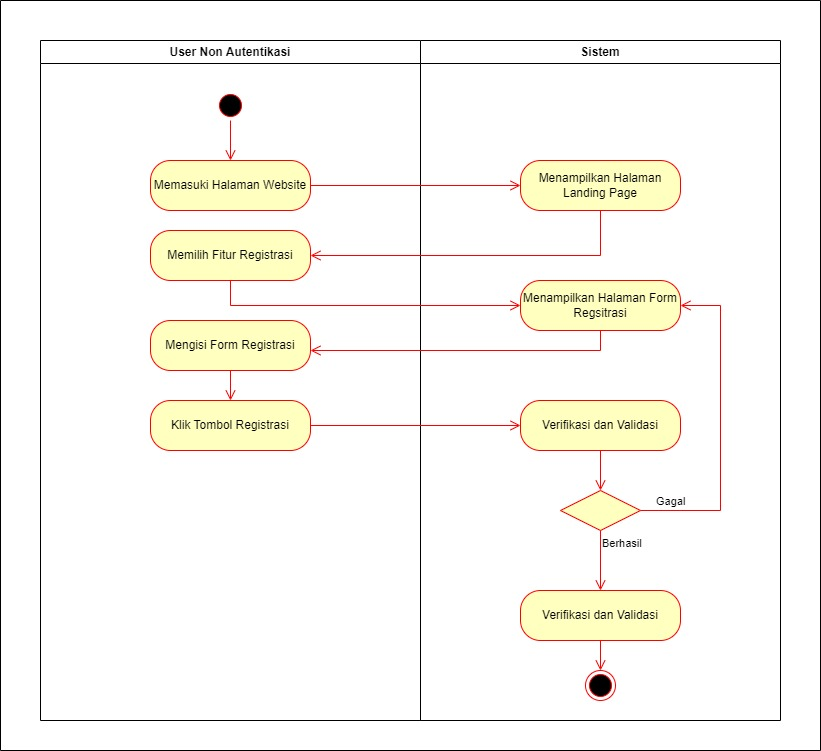 User Non Autentikasi
Sistem
Memasuki Halaman Website
Menampilkan Halaman
Landing Page
Memilih Fitur Registrasi
Menampilkan Halaman Form
Regsitrasi
Mengisi Form Registrasi
Klik Tombol Registrasi
Verifikasi dan Validasi
Gagal
Berhasil
Verifikasi dan Validasi